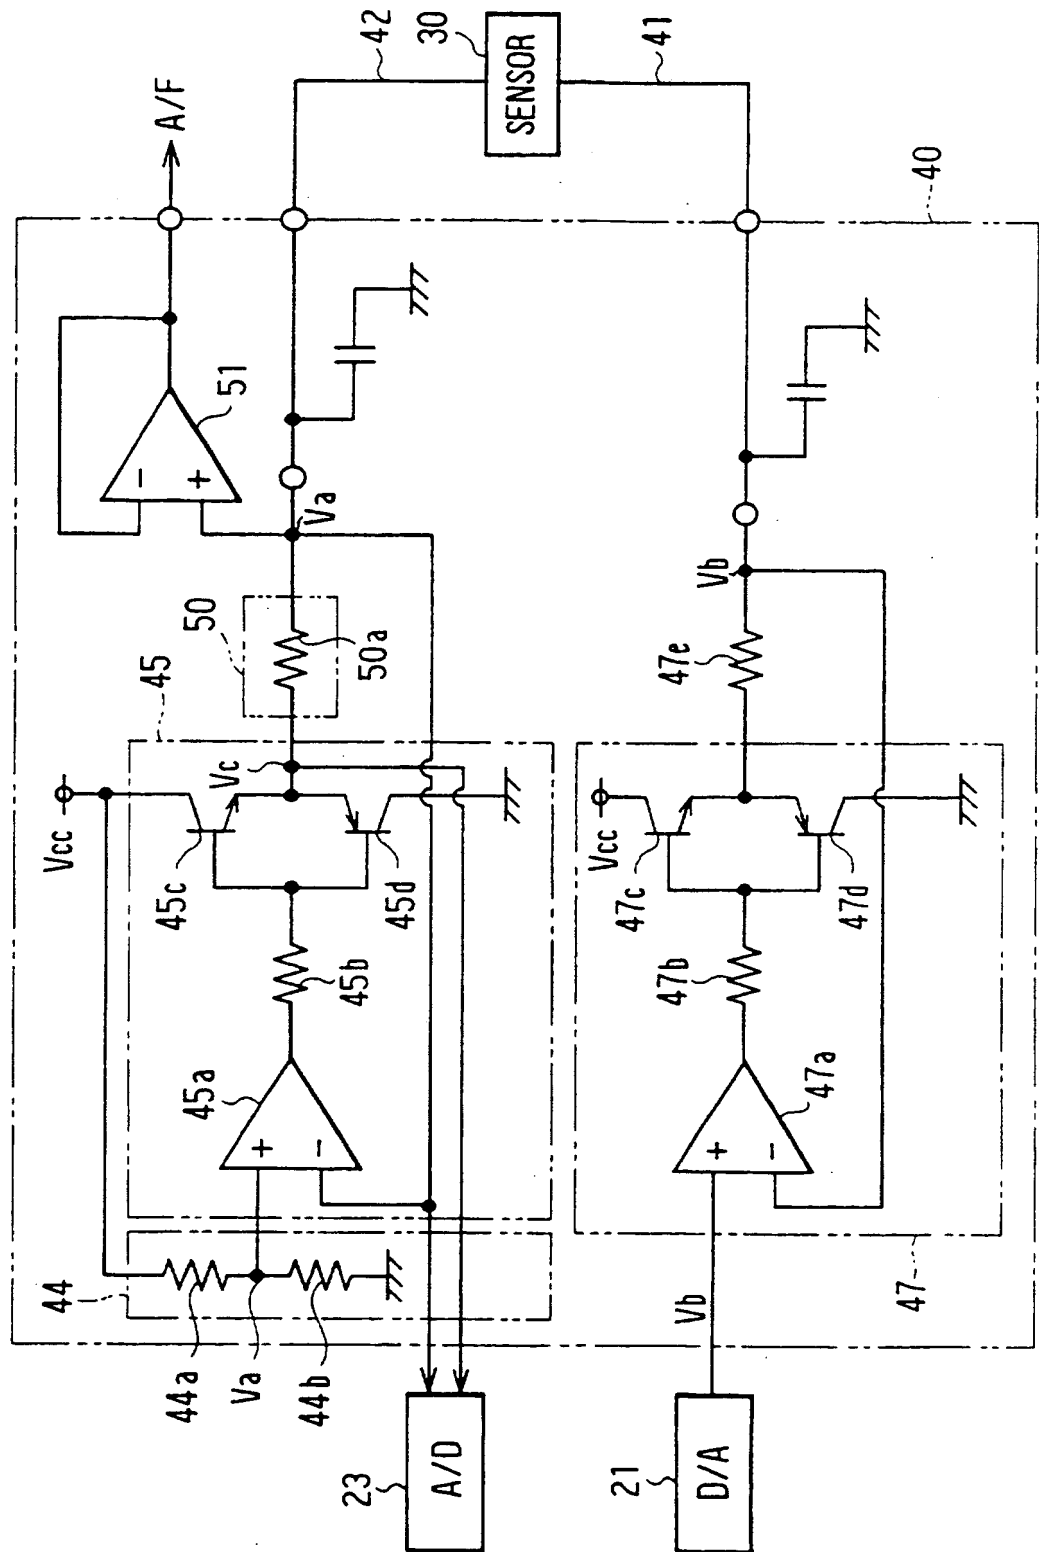 A/F
42
30
SENSOR
41
40
51
- +
Va
50
50a
Vb
47e
45
Vcc
Vc
45c
45d
45b
45a
+ -
Vcc
47c
47d
47b
47a
+ -
44
44a
Va
44b
Vb
47
23
A/D
21
D/A